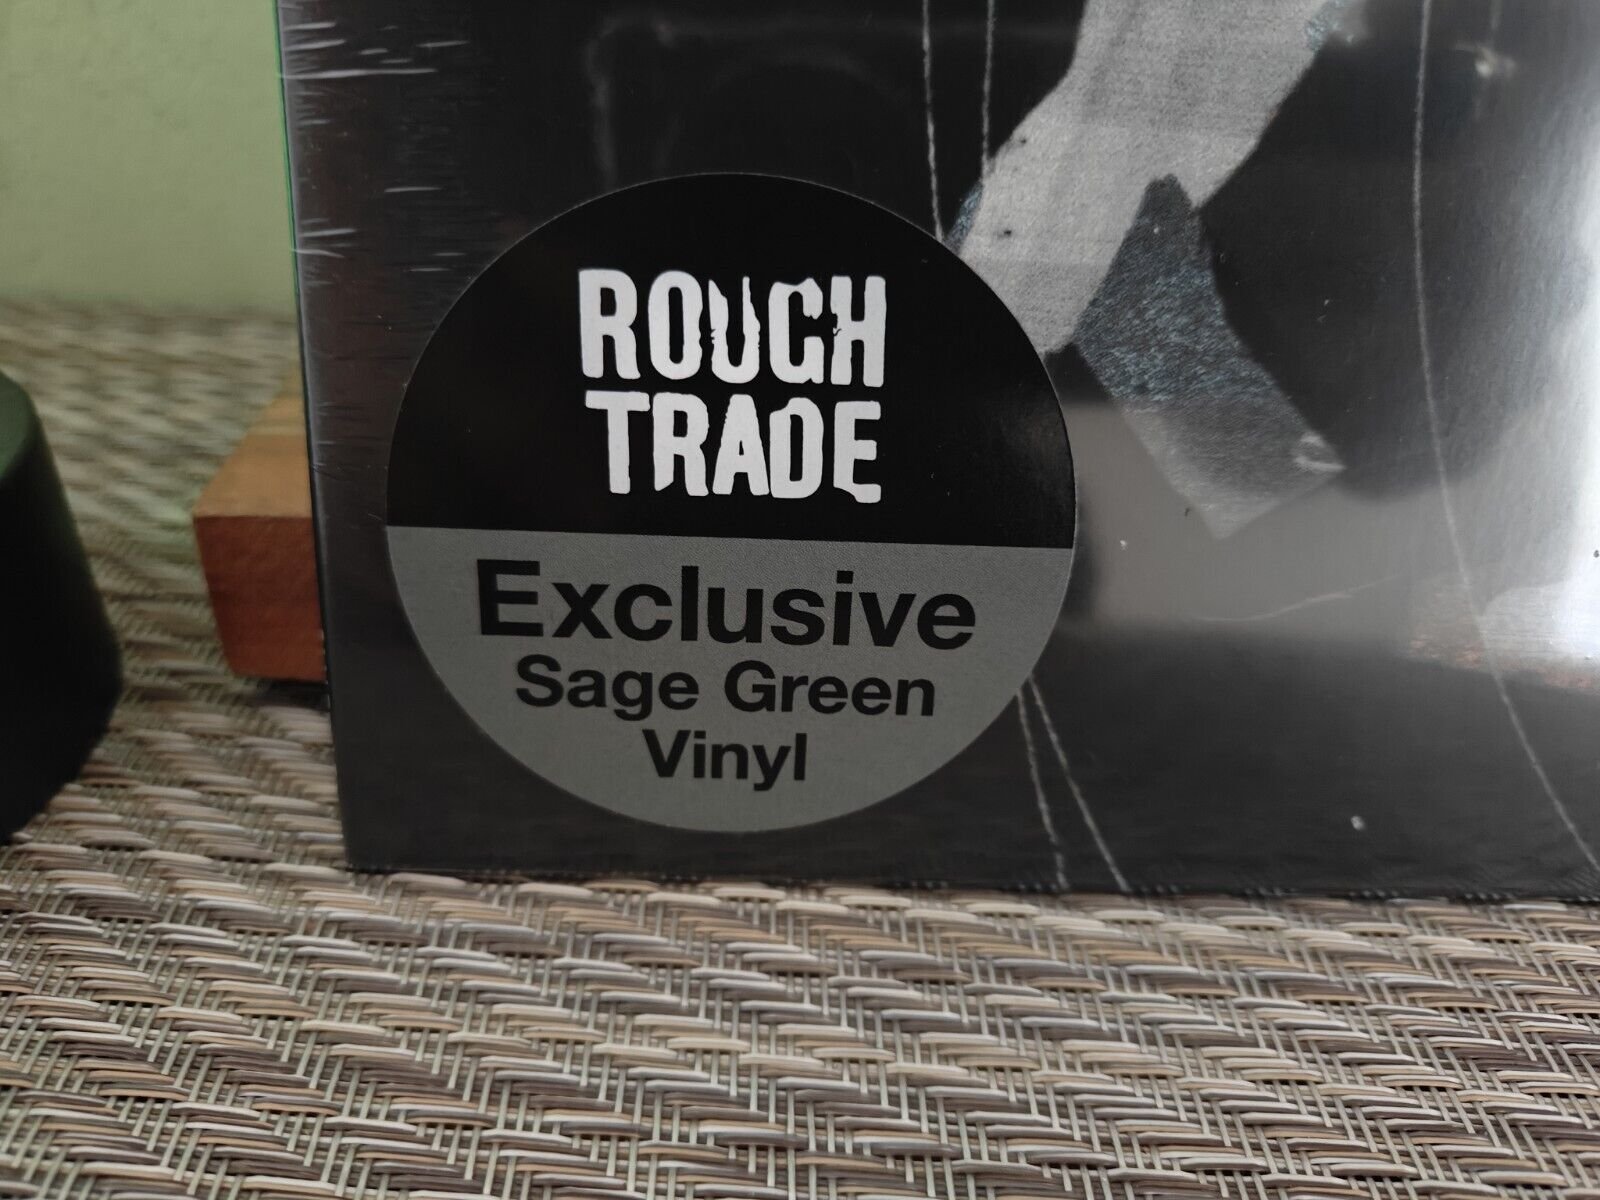 ROUGH
TRADE
Exclusive
Sage Green
Vinyl